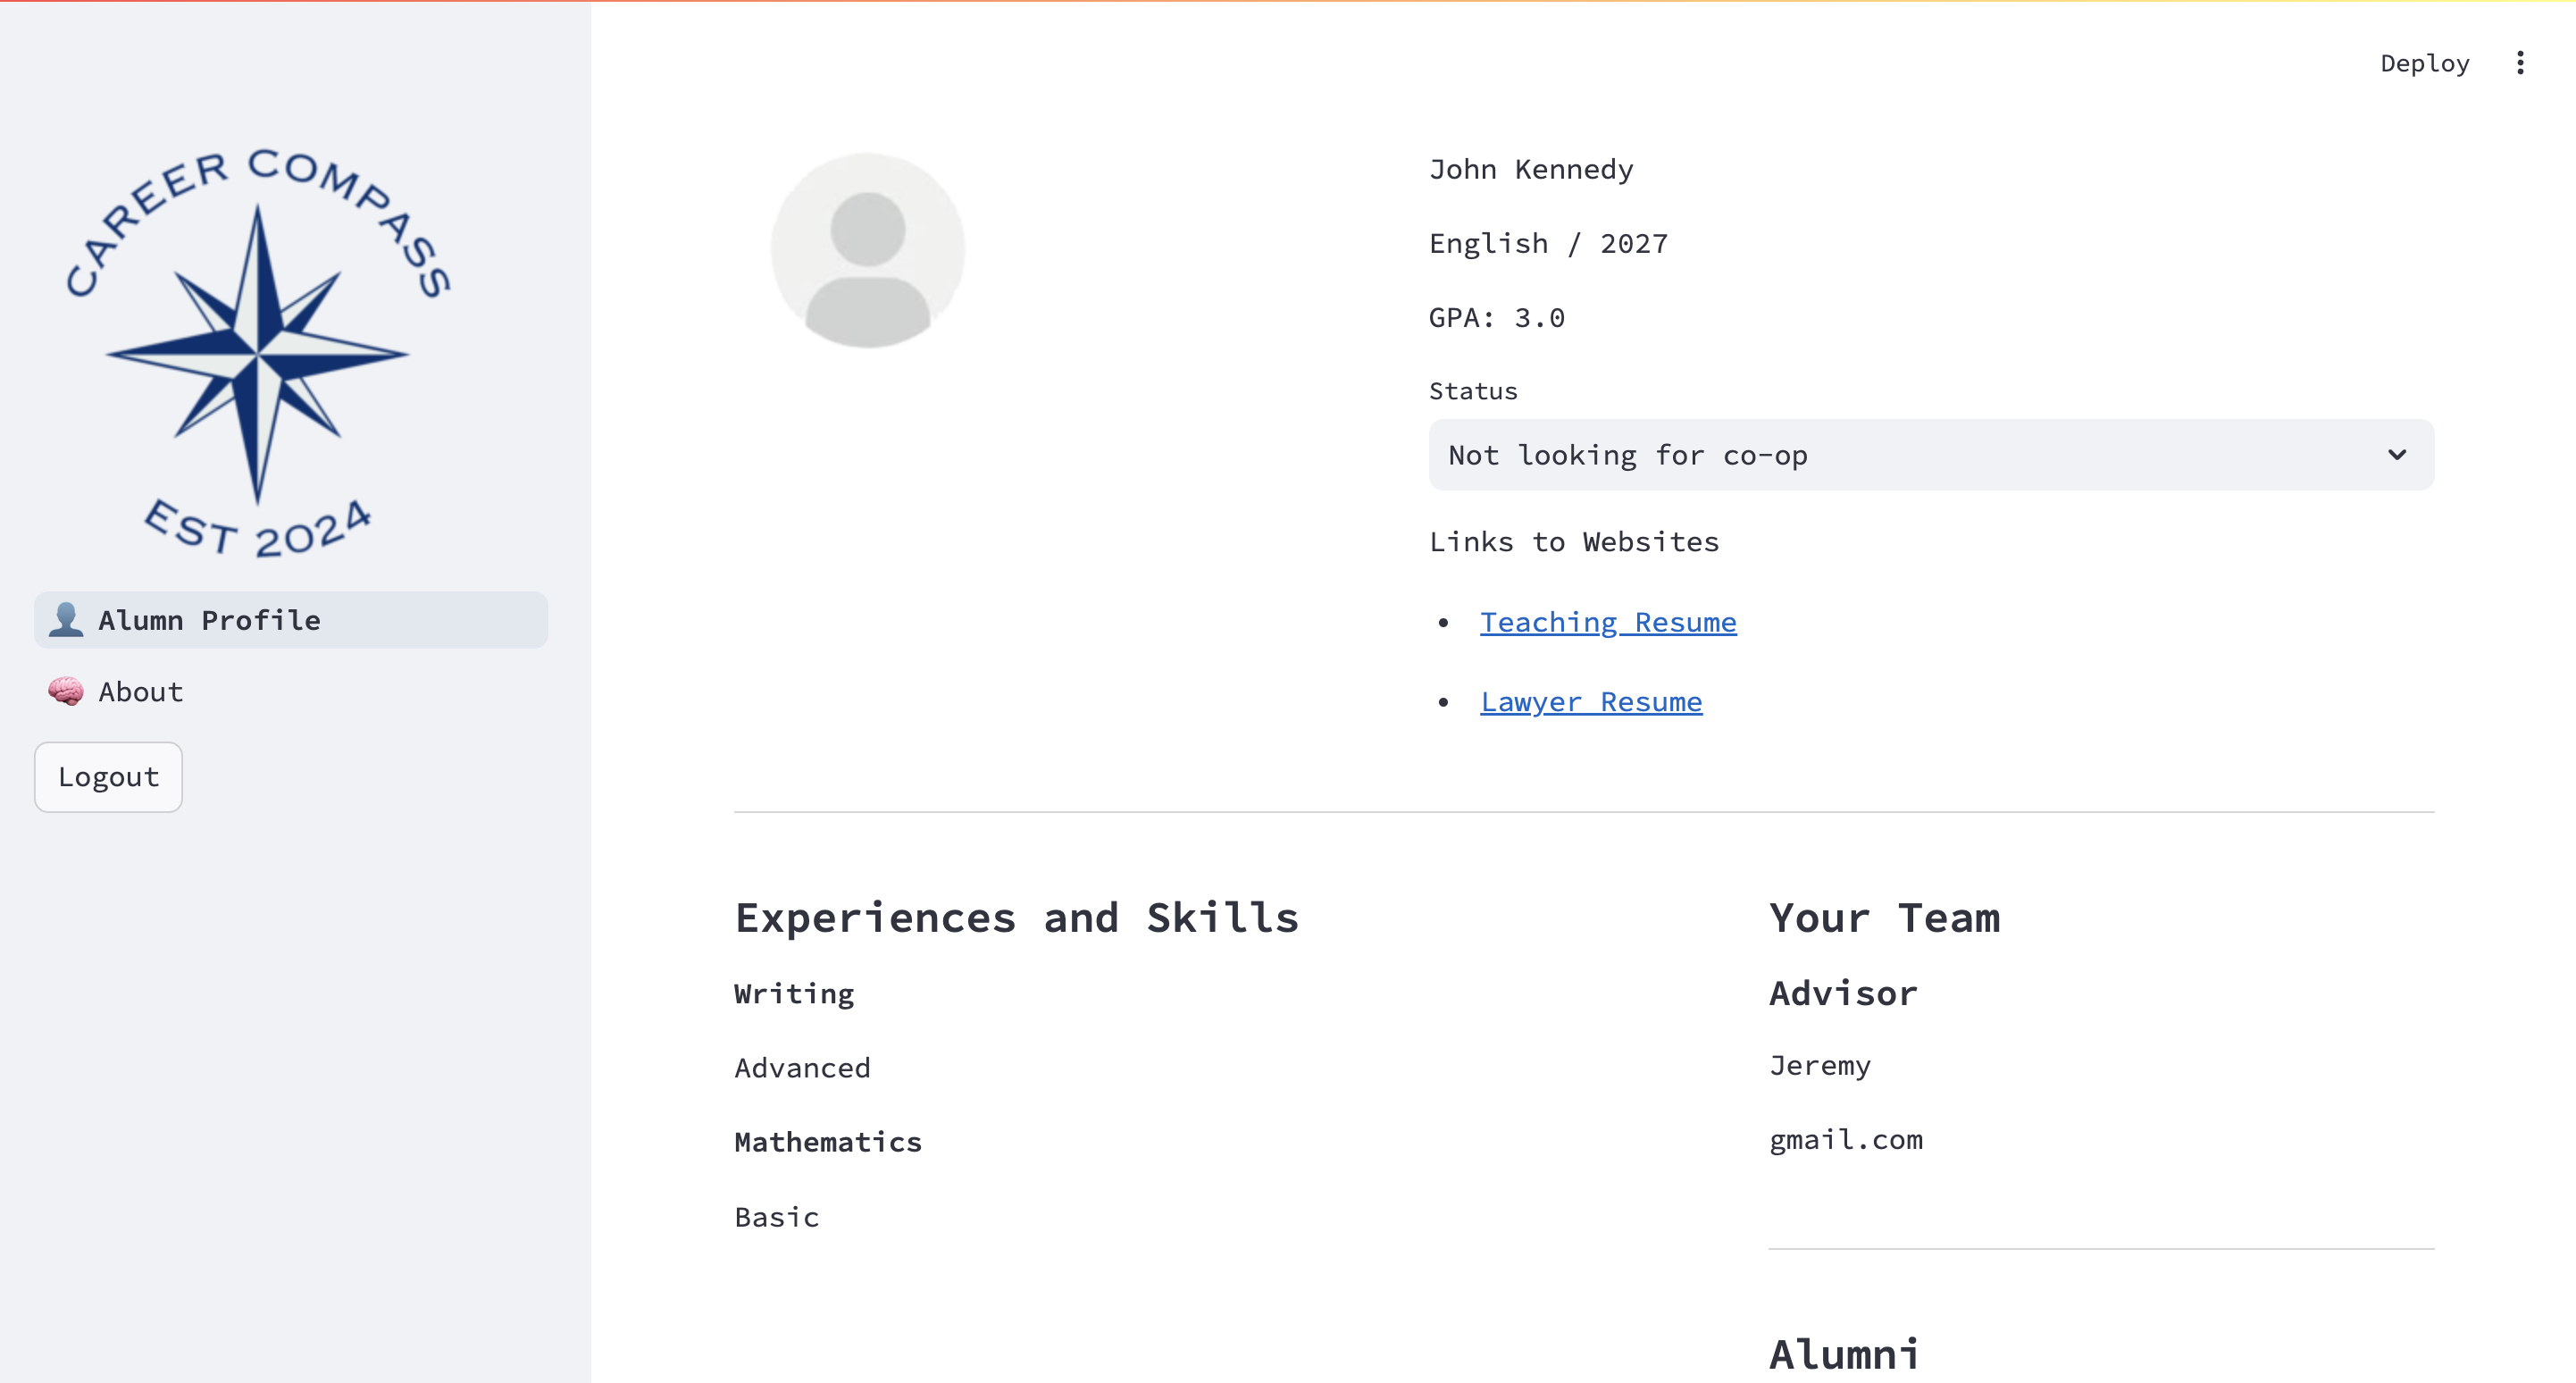 CAREER COMPASS
EST 2024
👤 Alumn Profile
🧠 About
Logout
Deploy
John Kennedy
English / 2027
GPA: 3.0
Status
Not looking for co-op
Links to Websites
• Teaching Resume
• Lawyer Resume
Experiences and Skills
Writing
Advanced
Mathematics
Basic
Your Team
Advisor
Jeremy
gmail.com
Alumni